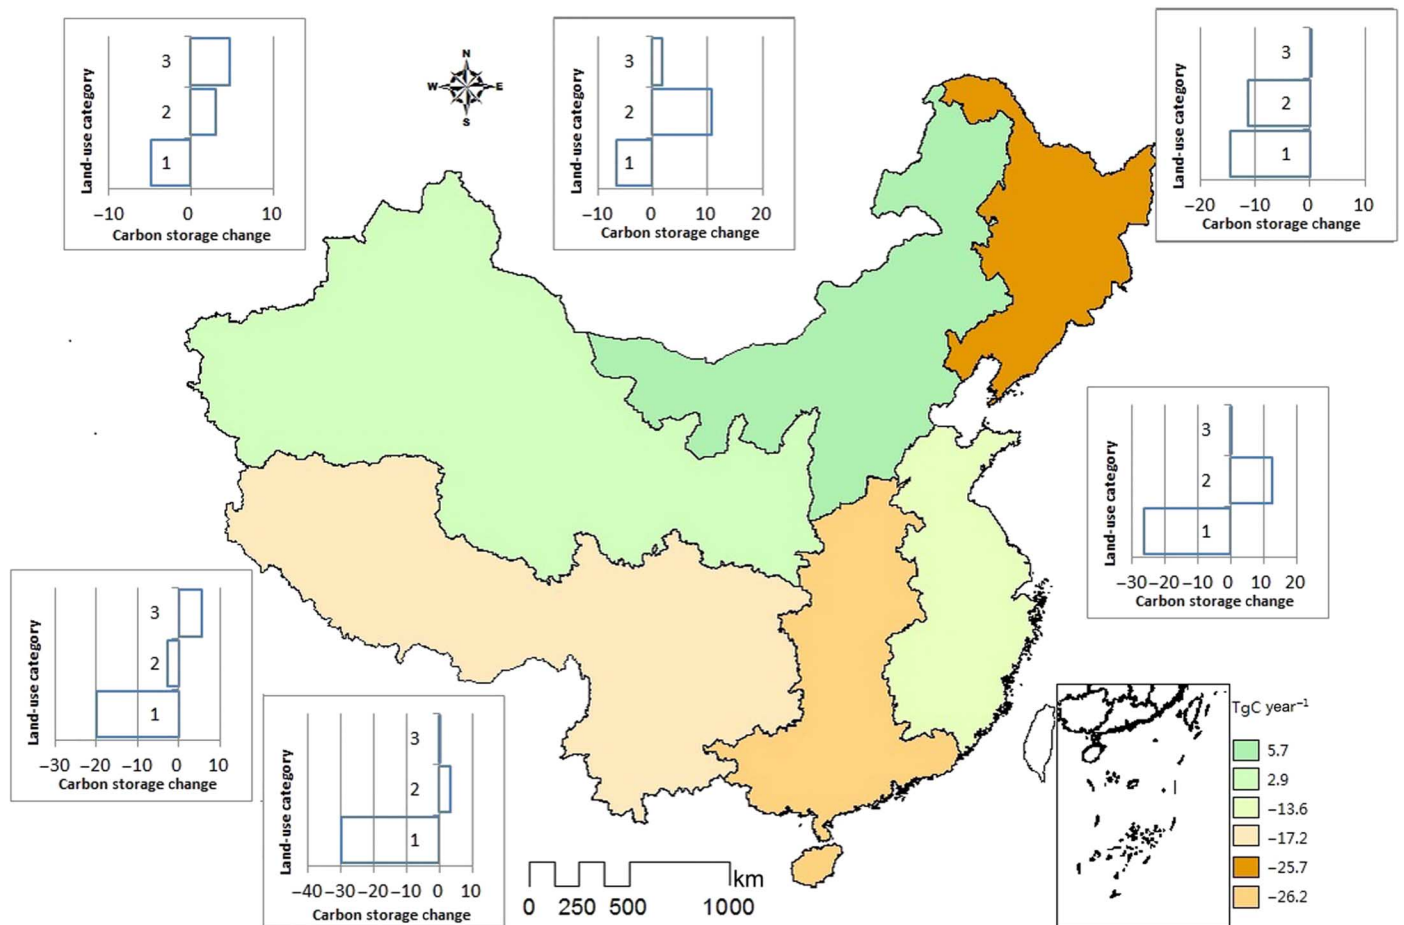 Land-use category
3
2
1
−10 0 10
Carbon storage change
N
W E
S
Land-use category
3
2
1
−10 0 10 20
Carbon storage change
Land-use category
3
2
1
−20 −10 0 10
Carbon storage change
Land-use category
3
2
1
−30 −20 −10 0 10 20
Carbon storage change
Land-use category
3
2
1
−30 −20 −10 0 10
Carbon storage change
Land-use category
3
2
1
−40 −30 −20 −10 0 10
Carbon storage change
km
0 250 500 1000
TgC year⁻¹
5.7
2.9
−13.6
−17.2
−25.7
−26.2